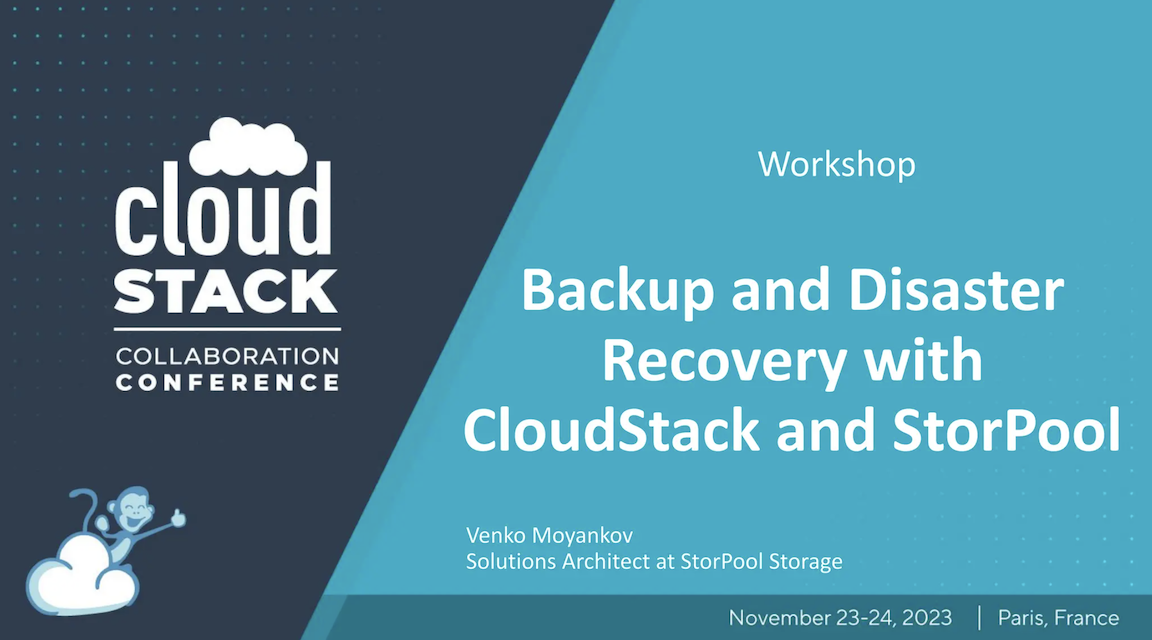 cloud
STACK
COLLABORATION
CONFERENCE
Workshop
Backup and Disaster
Recovery with
CloudStack and StorPool
Venko Moyankov
Solutions Architect at StorPool Storage
November 23-24, 2023 | Paris, France